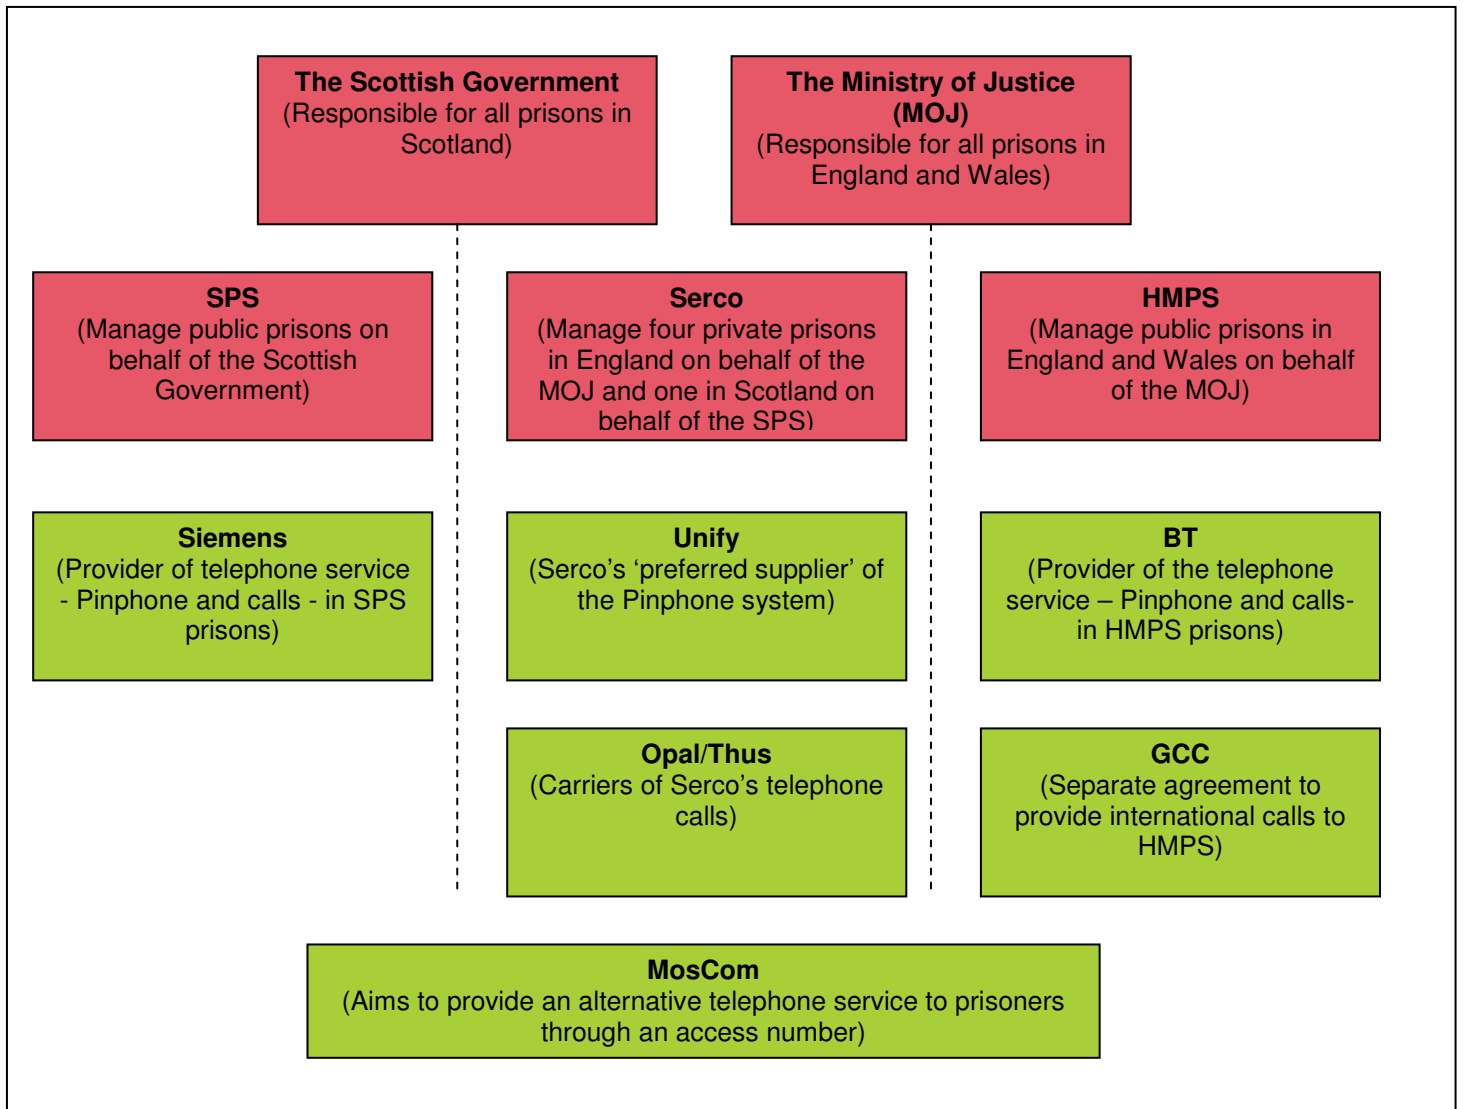 The Scottish Government
(Responsible for all prisons in
Scotland)
The Ministry of Justice
(MOJ)
(Responsible for all prisons in
England and Wales)
SPS
(Manage public prisons on
behalf of the Scottish
Government)
Serco
(Manage four private prisons
in England on behalf of the
MOJ and one in Scotland on
behalf of the SPS)
HMPS
(Manage public prisons in
England and Wales on behalf
of the MOJ)
Siemens
(Provider of telephone service
- Pinphone and calls - in SPS
prisons)
Unify
(Serco’s ‘preferred supplier’ of
the Pinphone system)
BT
(Provider of the telephone
service – Pinphone and calls-
in HMPS prisons)
Opal/Thus
(Carriers of Serco’s telephone
calls)
GCC
(Separate agreement to
provide international calls to
HMPS)
MosCom
(Aims to provide an alternative telephone service to prisoners
through an access number)